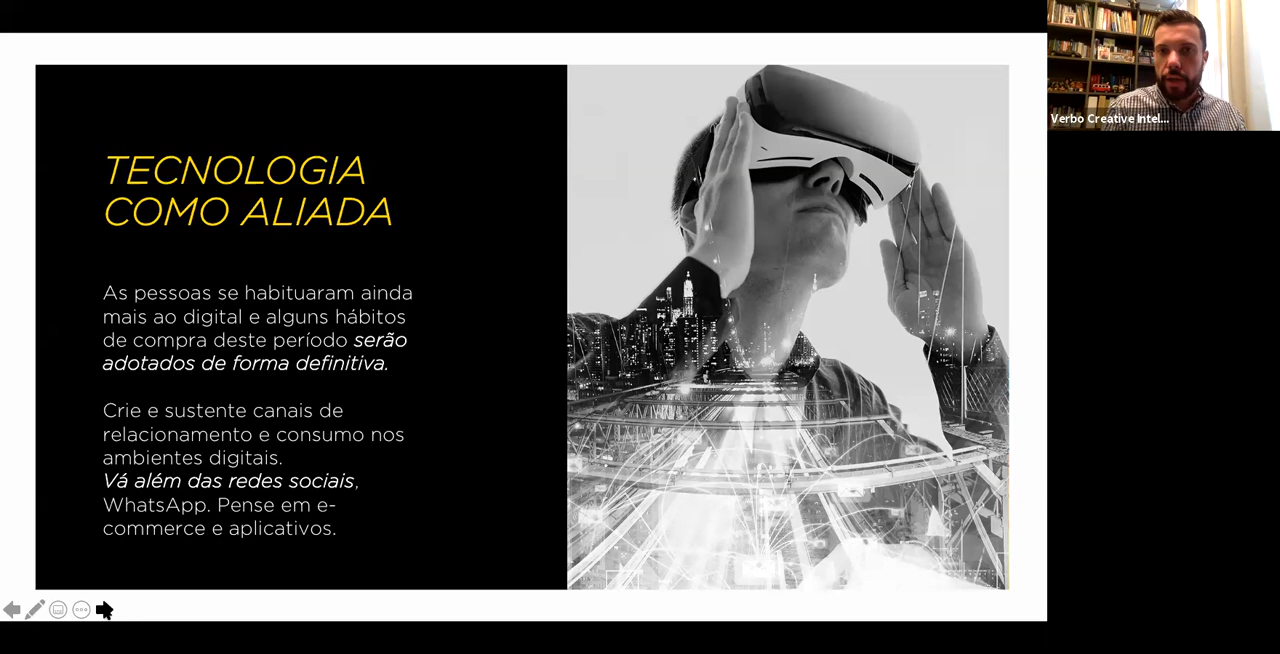 TECNOLOGIA
COMO ALIADA
As pessoas se habituaram ainda
mais ao digital e alguns hábitos
de compra deste período serão
adotados de forma definitiva.
Crie e sustente canais de
relacionamento e consumo nos
ambientes digitais.
Vá além das redes sociais,
WhatsApp. Pense em e-
commerce e aplicativos.
Verbo Creative Intel...